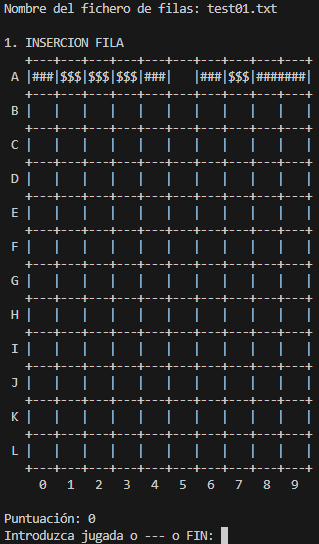 Nombre del fichero de filas: test01.txt
1. INSERCION FILA
  +---+---+---+---+---+---+---+---+---+---+
A |###|$$$|$$$|$$$|###|   |###|$$$|#######|
  +---+---+---+---+---+---+---+---+---+---+
B |   |   |   |   |   |   |   |   |   |   |
  +---+---+---+---+---+---+---+---+---+---+
C |   |   |   |   |   |   |   |   |   |   |
  +---+---+---+---+---+---+---+---+---+---+
D |   |   |   |   |   |   |   |   |   |   |
  +---+---+---+---+---+---+---+---+---+---+
E |   |   |   |   |   |   |   |   |   |   |
  +---+---+---+---+---+---+---+---+---+---+
F |   |   |   |   |   |   |   |   |   |   |
  +---+---+---+---+---+---+---+---+---+---+
G |   |   |   |   |   |   |   |   |   |   |
  +---+---+---+---+---+---+---+---+---+---+
H |   |   |   |   |   |   |   |   |   |   |
  +---+---+---+---+---+---+---+---+---+---+
I |   |   |   |   |   |   |   |   |   |   |
  +---+---+---+---+---+---+---+---+---+---+
J |   |   |   |   |   |   |   |   |   |   |
  +---+---+---+---+---+---+---+---+---+---+
K |   |   |   |   |   |   |   |   |   |   |
  +---+---+---+---+---+---+---+---+---+---+
L |   |   |   |   |   |   |   |   |   |   |
  +---+---+---+---+---+---+---+---+---+---+
    0   1   2   3   4   5   6   7   8   9
Puntuación: 0
Introduzca jugada o --- o FIN: